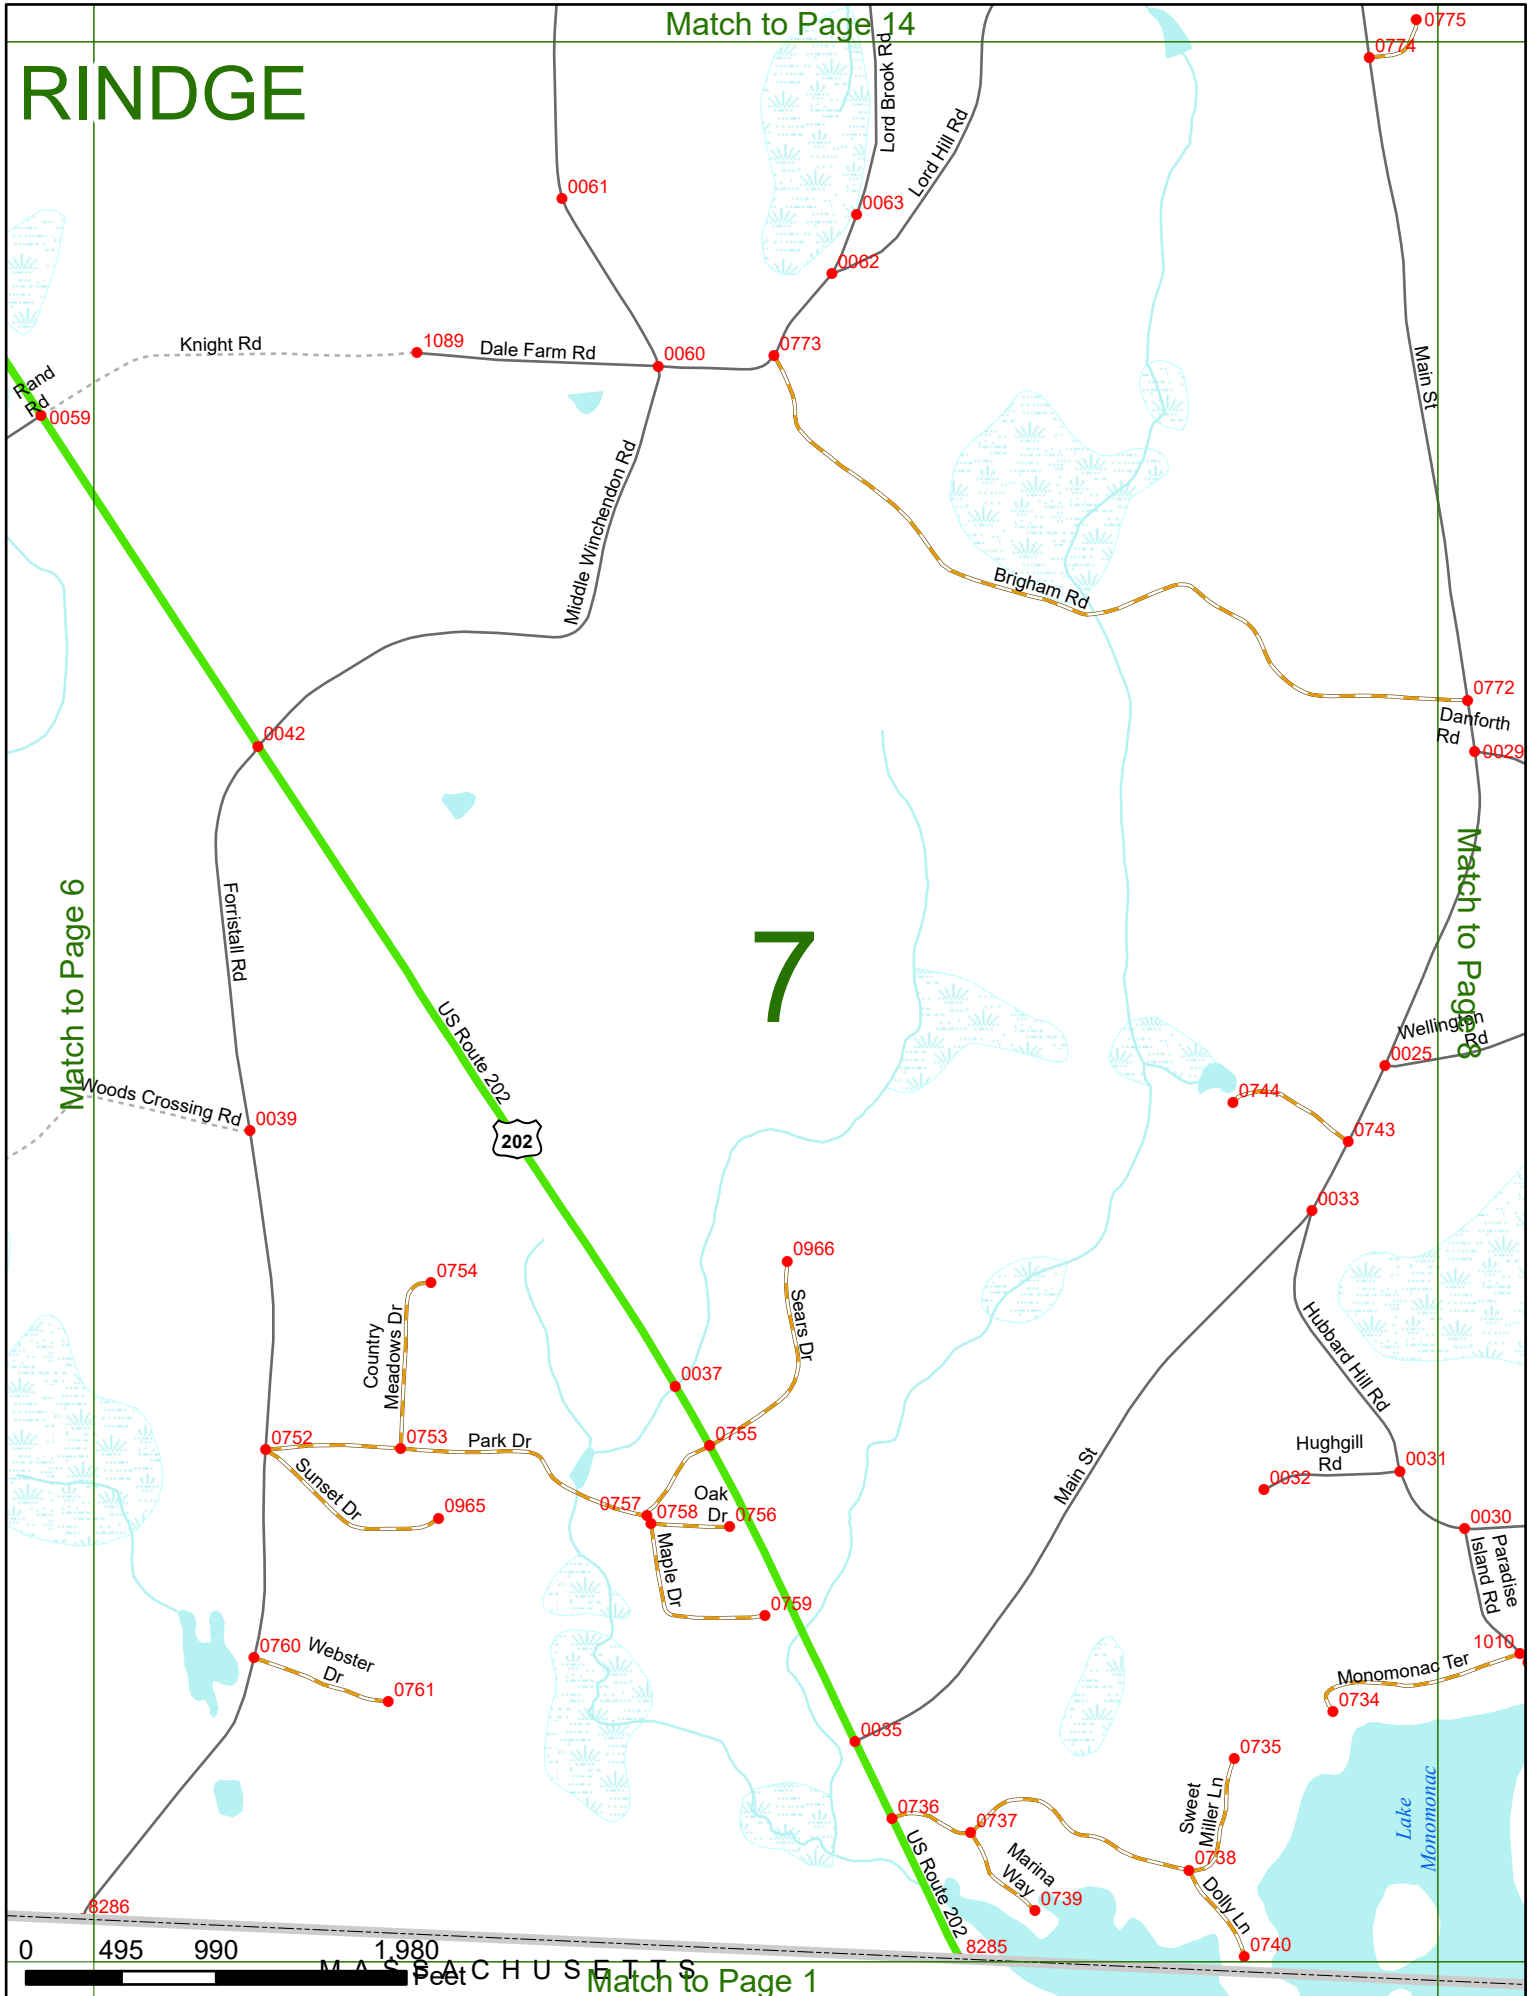 Match to Page 14
0775
0774
RINDGE
Lord Brook Rd
Lord Hill Rd
0061
0063
0062
Knight Rd
1089
Dale Farm Rd
0060
0773
Main St
Rand
Rd
0059
Middle Winchendon Rd
Brigham Rd
0772
Danforth
Rd
0029
0042
Match to Page 6
Forristall Rd
7
Match to Page 8
US Route 202
202
Wellington
Rd
0025
Woods Crossing Rd
0039
0744
0743
0033
0966
0754
Country
Meadows Dr
Sears Dr
Hubbard Hill Rd
0037
0752
0753
Park Dr
0755
Main St
Hughgill
Rd
0031
0032
Sunset Dr
0965
0757
0758
Oak
Dr
0756
0030
Paradise
Island Rd
Maple Dr
0759
0760
Webster
Dr
0761
1010
Monomonac Ter
0734
0035
0735
Sweet
Miller Ln
Lake
Monomonac
0736
0737
US Route 202
Marina
Way
0738
0739
Dolly Ln
0740
8286
8285
0 495 990 1,980
Feet
MASSACHUSETTS
Match to Page 1